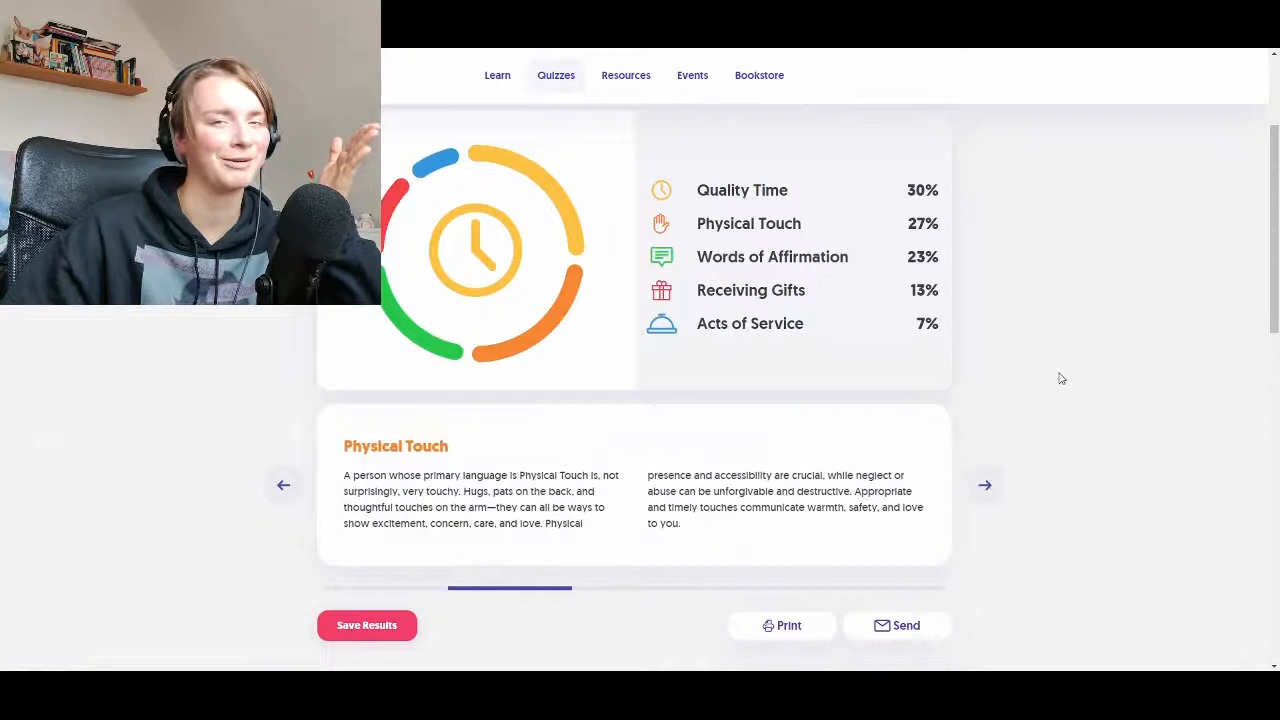 Learn
Quizzes
Resources
Events
Bookstore
Quality Time 30%
Physical Touch 27%
Words of Affirmation 23%
Receiving Gifts 13%
Acts of Service 7%
Physical Touch
A person whose primary language is Physical Touch is, not
surprisingly, very touchy. Hugs, pats on the back, and
thoughtful touches on the arm—they can all be ways to
show excitement, concern, care, and love. Physical
presence and accessibility are crucial, while neglect or
abuse can be unforgivable and destructive. Appropriate
and timely touches communicate warmth, safety, and love
to you.
Save Results
Print
Send